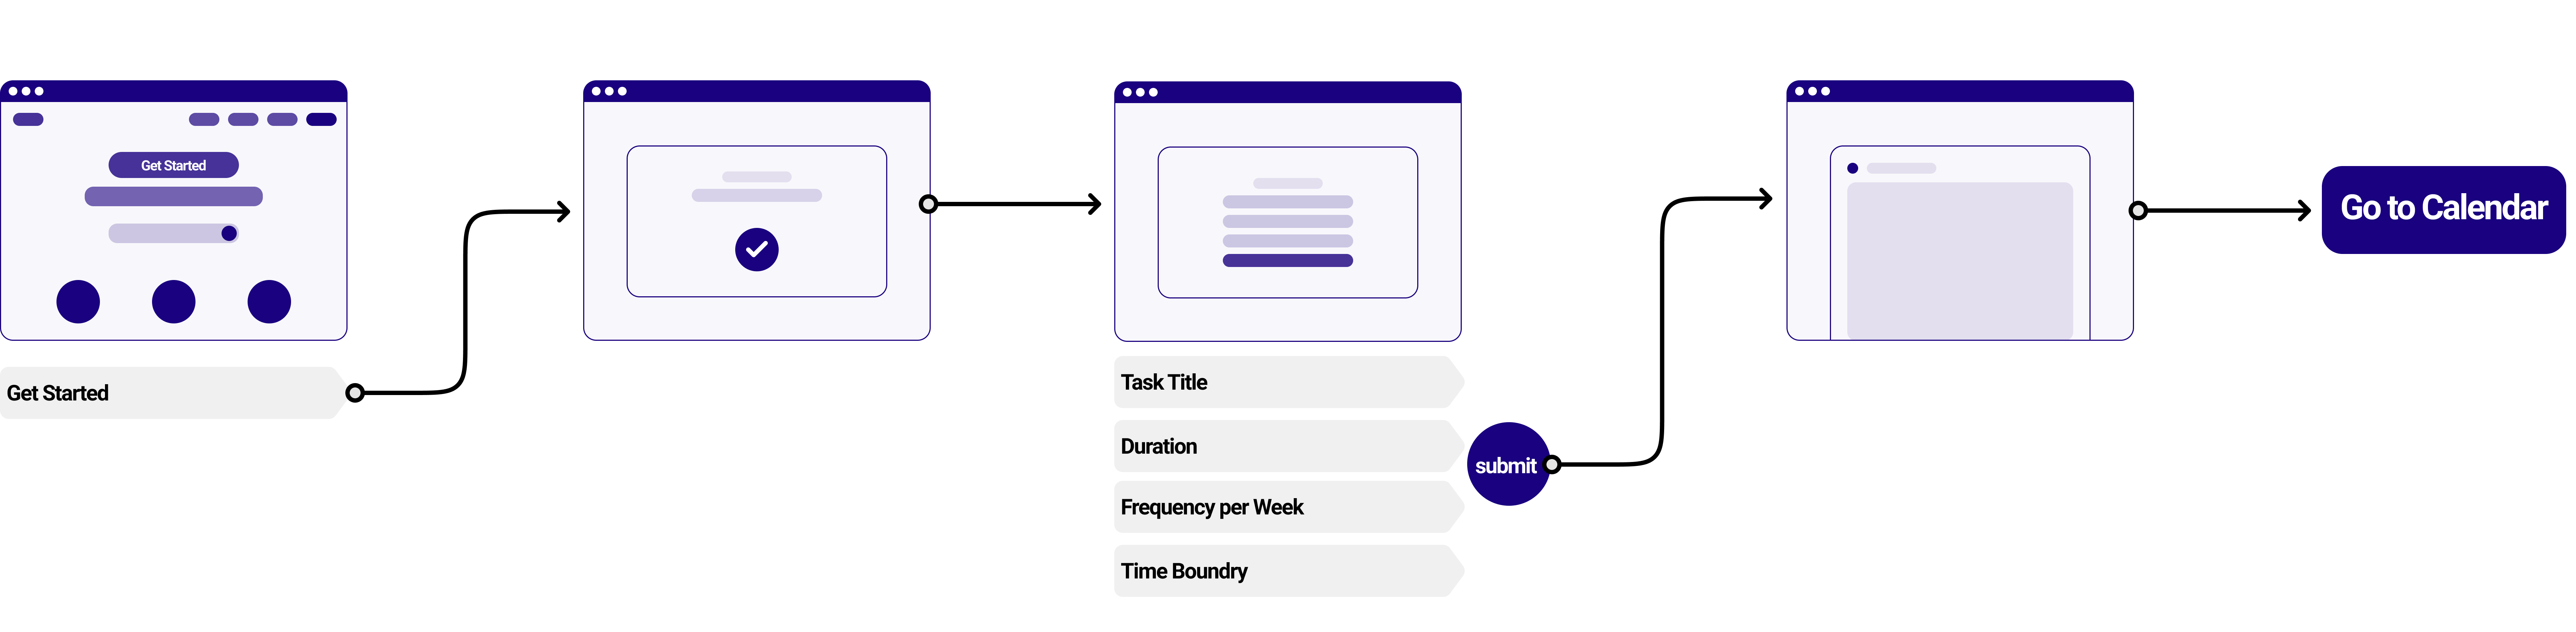 Get Started
Get Started
Task Title
Duration
Frequency per Week
Time Boundry
submit
Go to Calendar